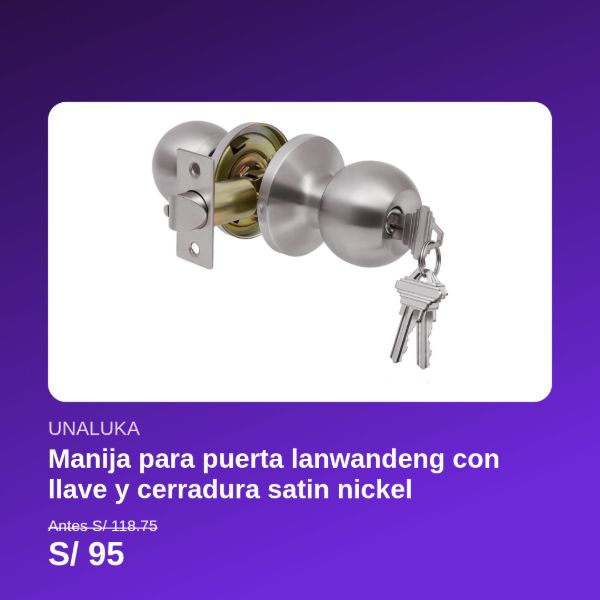 UNALUKA
Manija para puerta lanwandeng con
llave y cerradura satin nickel
Antes S/ 118.75
S/ 95